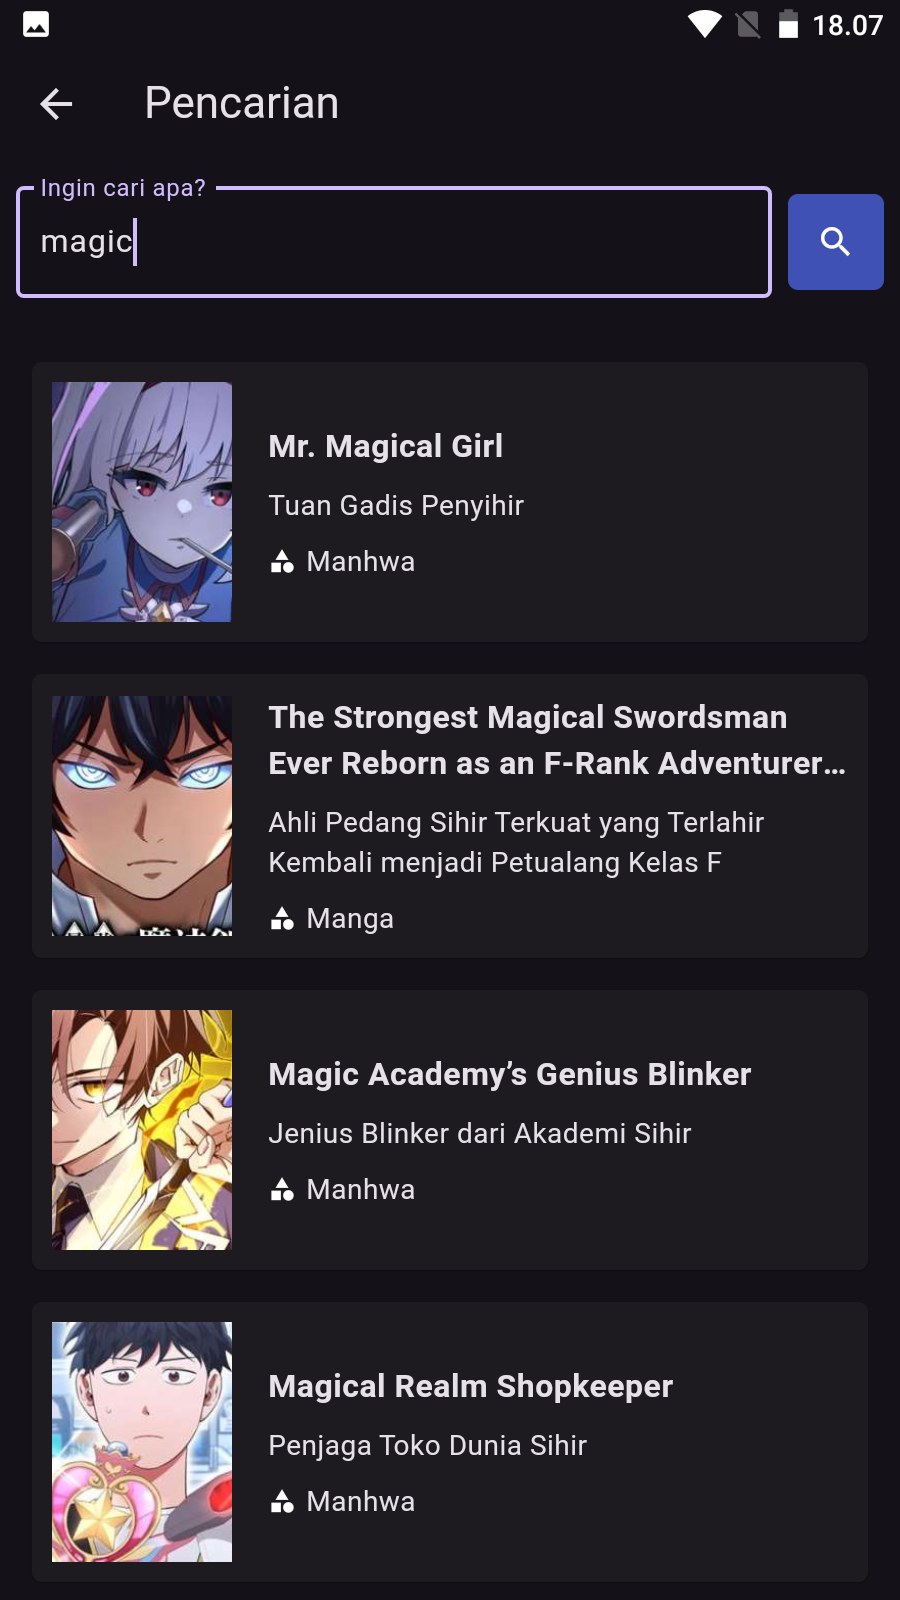 18.07
Pencarian
Ingin cari apa?
magic
Mr. Magical Girl
Tuan Gadis Penyihir
Manhwa
The Strongest Magical Swordsman
Ever Reborn as an F-Rank Adventurer…
Ahli Pedang Sihir Terkuat yang Terlahir
Kembali menjadi Petualang Kelas F
Manga
Magic Academy’s Genius Blinker
Jenius Blinker dari Akademi Sihir
Manhwa
Magical Realm Shopkeeper
Penjaga Toko Dunia Sihir
Manhwa